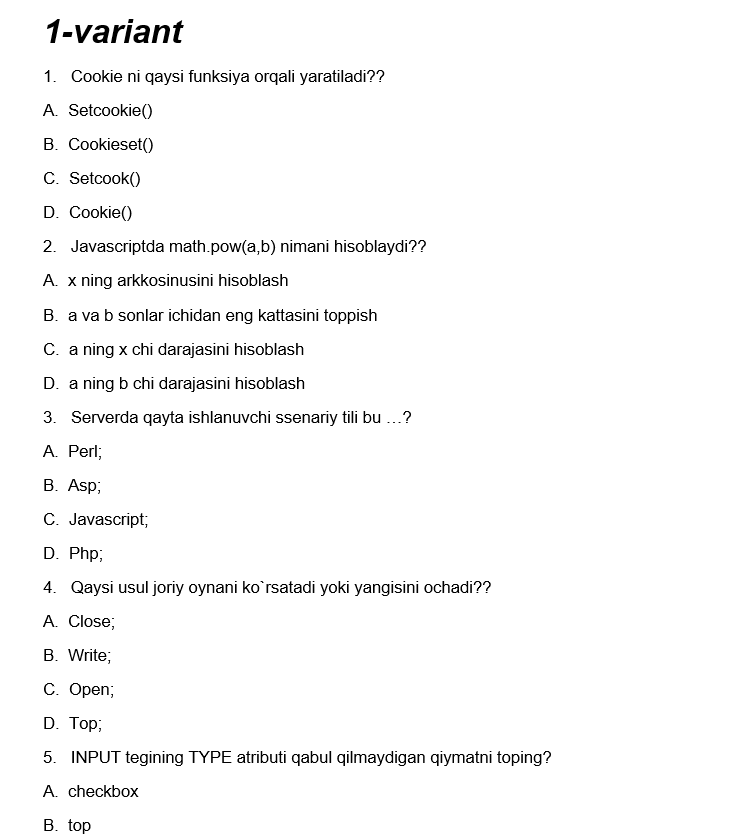 1-variant
1. Cookie ni qaysi funksiya orqali yaratiladi??
A. Setcookie()
B. Cookieset()
C. Setcook()
D. Cookie()
2. Javascriptda math.pow(a,b) nimani hisoblaydi??
A. x ning arkkosinusini hisoblash
B. a va b sonlar ichidan eng kattasini toppish
C. a ning x chi darajasini hisoblash
D. a ning b chi darajasini hisoblash
3. Serverda qayta ishlanuvchi ssenariy tili bu …?
A. Perl;
B. Asp;
C. Javascript;
D. Php;
4. Qaysi usul joriy oynani ko`rsatadi yoki yangisini ochadi??
A. Close;
B. Write;
C. Open;
D. Top;
5. INPUT tegining TYPE atributi qabul qilmaydigan qiymatni toping?
A. checkbox
B. top